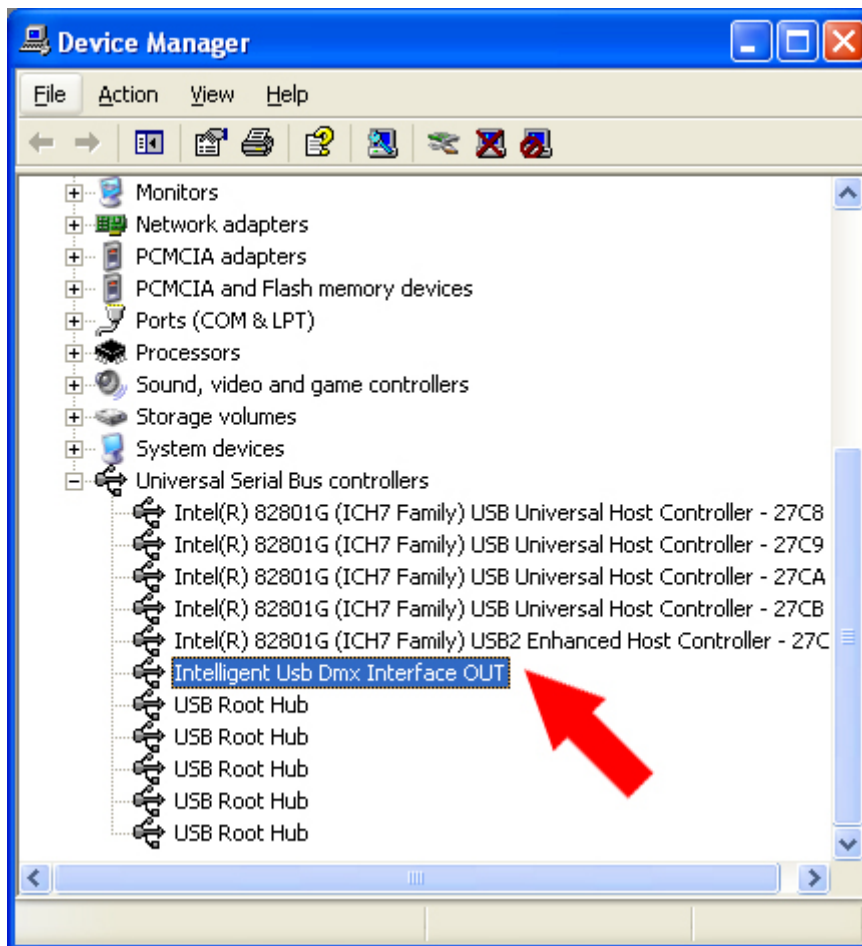 Device Manager
File Action View Help
Monitors
Network adapters
PCMCIA adapters
PCMCIA and Flash memory devices
Ports (COM & LPT)
Processors
Sound, video and game controllers
Storage volumes
System devices
Universal Serial Bus controllers
Intel(R) 82801G (ICH7 Family) USB Universal Host Controller - 27C8
Intel(R) 82801G (ICH7 Family) USB Universal Host Controller - 27C9
Intel(R) 82801G (ICH7 Family) USB Universal Host Controller - 27CA
Intel(R) 82801G (ICH7 Family) USB Universal Host Controller - 27CB
Intel(R) 82801G (ICH7 Family) USB2 Enhanced Host Controller - 27C
Intelligent Usb Dmx Interface OUT
USB Root Hub
USB Root Hub
USB Root Hub
USB Root Hub
USB Root Hub